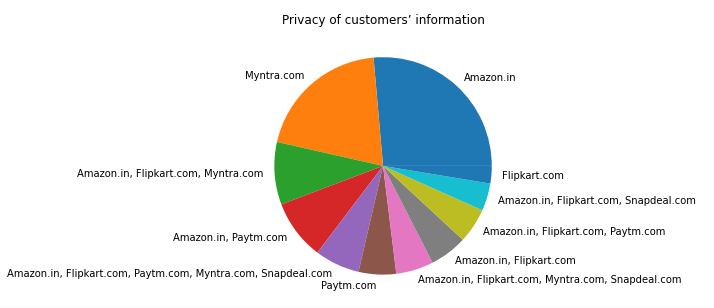 Privacy of customers’ information
Amazon.in
Myntra.com
Amazon.in, Flipkart.com, Myntra.com
Flipkart.com
Amazon.in, Flipkart.com, Snapdeal.com
Amazon.in, Paytm.com
Amazon.in, Flipkart.com, Paytm.com
Amazon.in, Flipkart.com
Amazon.in, Flipkart.com, Paytm.com, Myntra.com, Snapdeal.com
Amazon.in, Flipkart.com, Myntra.com, Snapdeal.com
Paytm.com